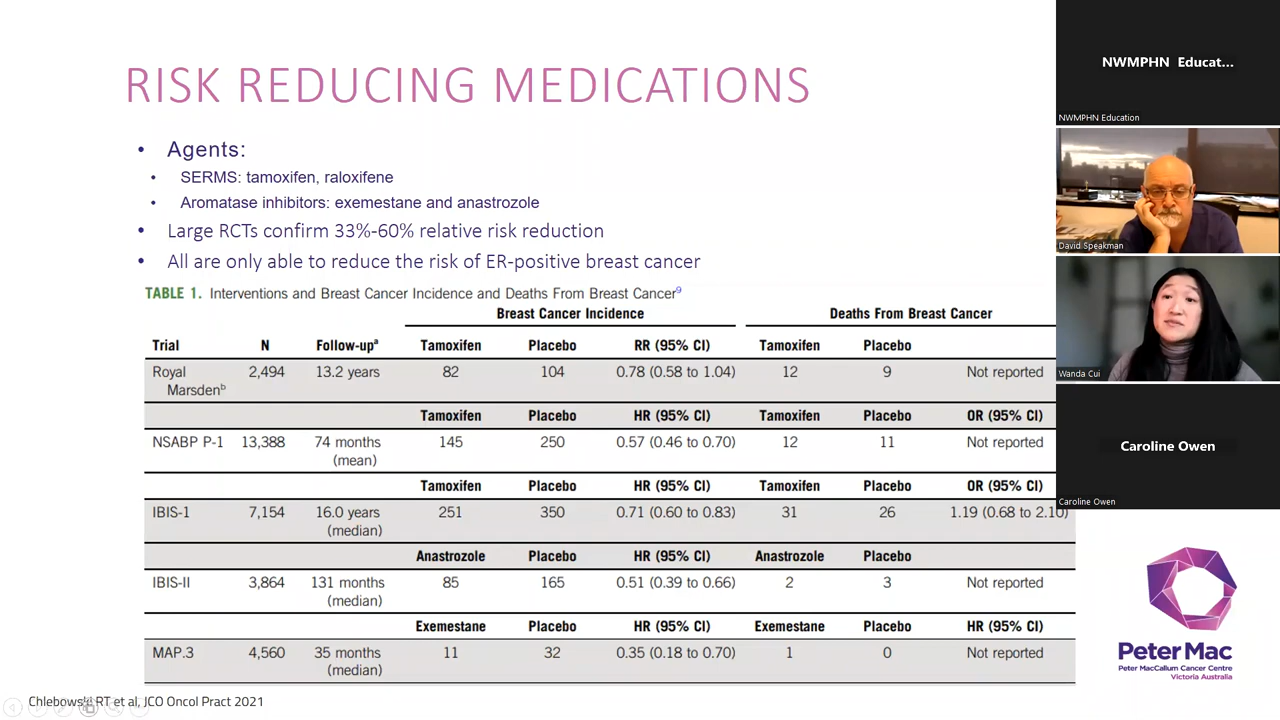 RISK REDUCING MEDICATIONS
• Agents:
• SERMS: tamoxifen, raloxifene
• Aromatase inhibitors: exemestane and anastrozole
• Large RCTs confirm 33%-60% relative risk reduction
• All are only able to reduce the risk of ER-positive breast cancer
TABLE 1. Interventions and Breast Cancer Incidence and Deaths From Breast Cancer9
Breast Cancer Incidence Deaths From Breast Cancer
Trial N Follow-upa Tamoxifen Placebo RR (95% CI) Tamoxifen Placebo
Royal Marsdenb 2,494 13.2 years 82 104 0.78 (0.58 to 1.04) 12 9 Not reported
Tamoxifen Placebo HR (95% CI) Tamoxifen Placebo OR (95% CI)
NSABP P-1 13,388 74 months (mean) 145 250 0.57 (0.46 to 0.70) 12 11 Not reported
Tamoxifen Placebo HR (95% CI) Tamoxifen Placebo OR (95% CI)
IBIS-1 7,154 16.0 years (median) 251 350 0.71 (0.60 to 0.83) 31 26 1.19 (0.68 to 2.10)
Anastrozole Placebo HR (95% CI) Anastrozole Placebo
IBIS-II 3,864 131 months (median) 85 165 0.51 (0.39 to 0.66) 2 3 Not reported
Exemestane Placebo HR (95% CI) Exemestane Placebo HR (95% CI)
MAP.3 4,560 35 months (median) 11 32 0.35 (0.18 to 0.70) 1 0 Not reported
Chlebowski RT et al, JCO Oncol Pract 2021
NWMPHN Educat...
NWMPHN Education
David Speakman
Wanda Cui
Caroline Owen
Caroline Owen
Peter Mac
Peter MacCallum Cancer Centre
Victoria Australia